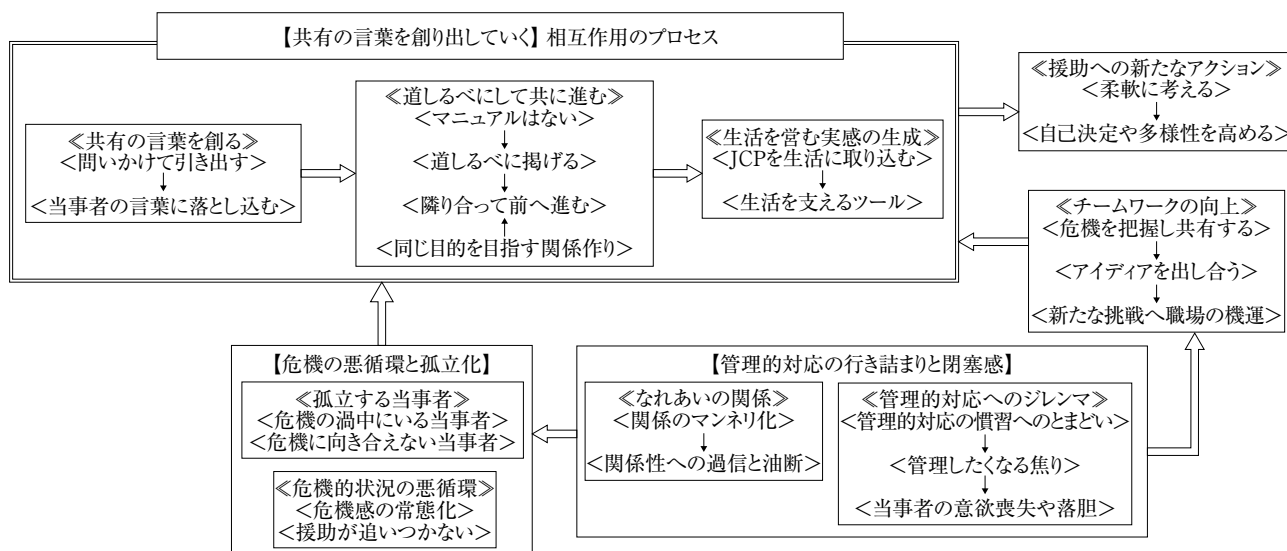 【共有の言葉を創り出していく】相互作用のプロセス
≪共有の言葉を創る≫
＜問いかけて引き出す＞
＜当事者の言葉に落とし込む＞
≪道しるべにして共に進む≫
＜マニュアルはない＞
＜道しるべに掲げる＞
＜隣り合って前へ進む＞
＜同じ目的を目指す関係作り＞
≪生活を営む実感の生成≫
＜JCPを生活に取り込む＞
＜生活を支えるツール＞
≪援助への新たなアクション≫
＜柔軟に考える＞
＜自己決定や多様性を高める＞
≪チームワークの向上≫
＜危機を把握し共有する＞
＜アイディアを出し合う＞
＜新たな挑戦へ職場の機運＞
【危機の悪循環と孤立化】
≪孤立する当事者≫
＜危機の渦中にいる当事者＞
＜危機に向き合えない当事者＞
≪危機的状況の悪循環≫
＜危機感の常態化＞
＜援助が追いつかない＞
【管理的対応の行き詰まりと閉塞感】
≪なれあいの関係≫
＜関係のマンネリ化＞
＜関係性への過信と油断＞
≪管理的対応へのジレンマ≫
＜管理的対応の慣習へのとまどい＞
＜管理したくなる焦り＞
＜当事者の意欲喪失や落胆＞